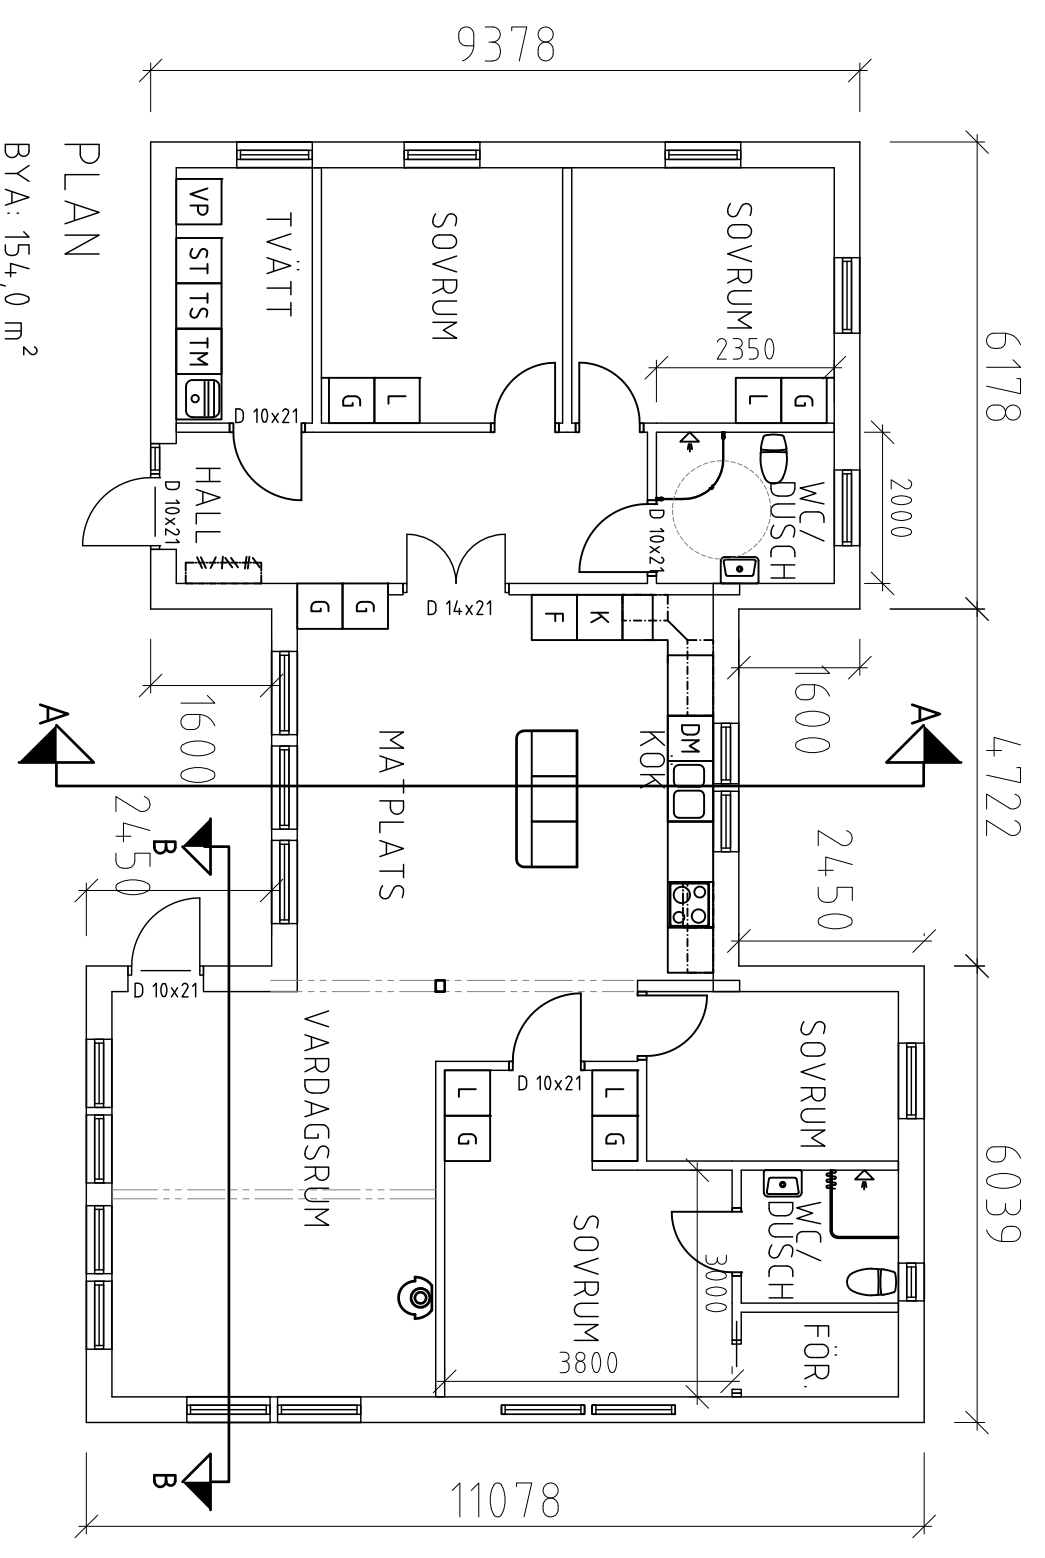 PLAN
BYA: 154,0 m²
9378
6178
4722
6039
11078
1600
1600
2450
2450
2350
2000
3000
3800
TVÄTT
VP
ST
TS
TM
SOVRUM
G
L
SOVRUM
L
G
D 10x21
HALL
D 10x21
WC/
DUSCH
D 10x21
D 14x21
G
G
F
K
KÖK
DM
MATPLATS
A
A
B
B
D 10x21
VARDAGSRUM
SOVRUM
D 10x21
L
G
L
G
SOVRUM
WC/
DUSCH
FÖR.